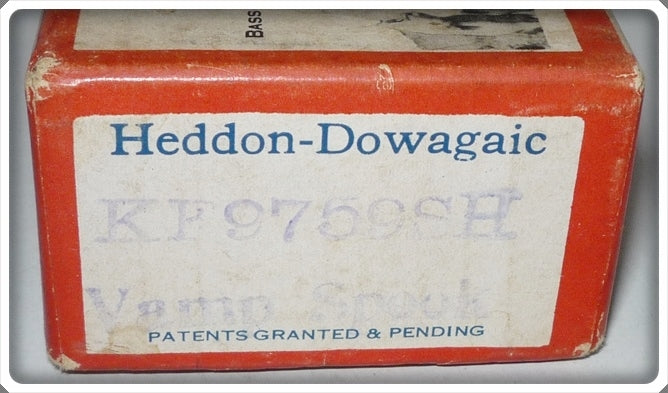 BASS
Heddon-Dowagaic
KF9759SH
Vamp Spook
PATENTS GRANTED & PENDING